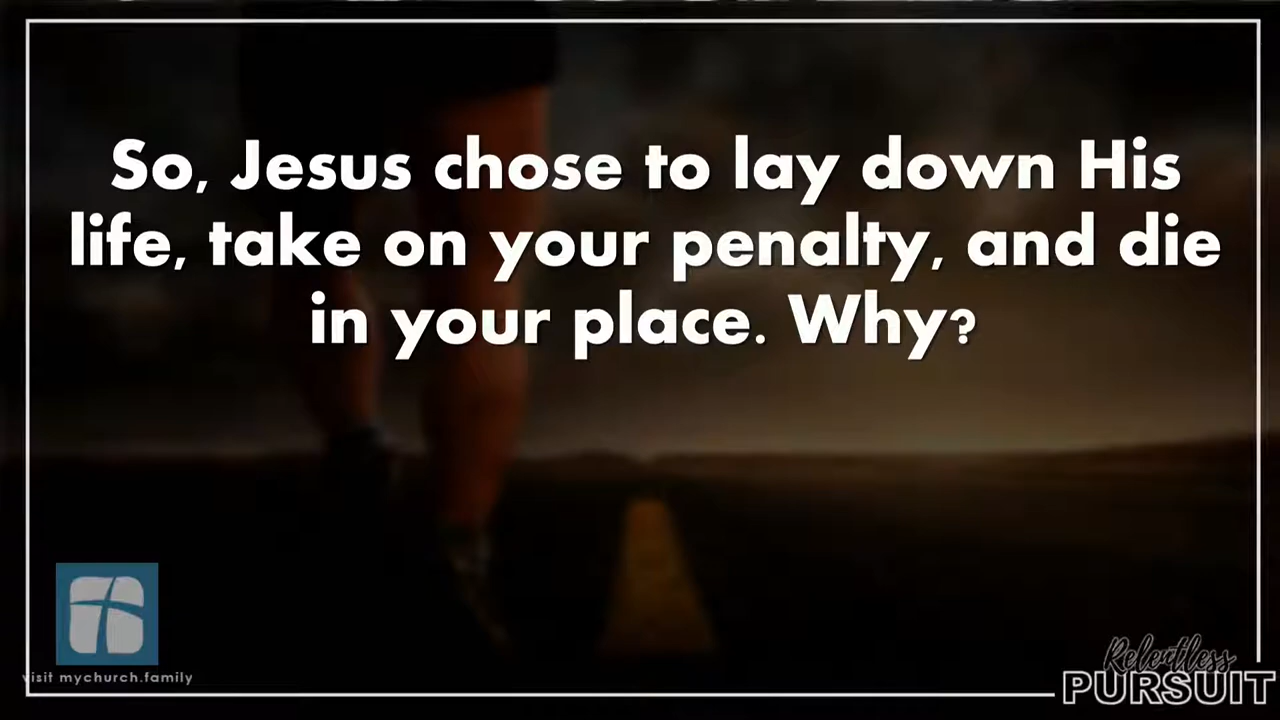 So, Jesus chose to lay down His
life, take on your penalty, and die
in your place. Why?
visit mychurch.family
Relentless
PURSUIT